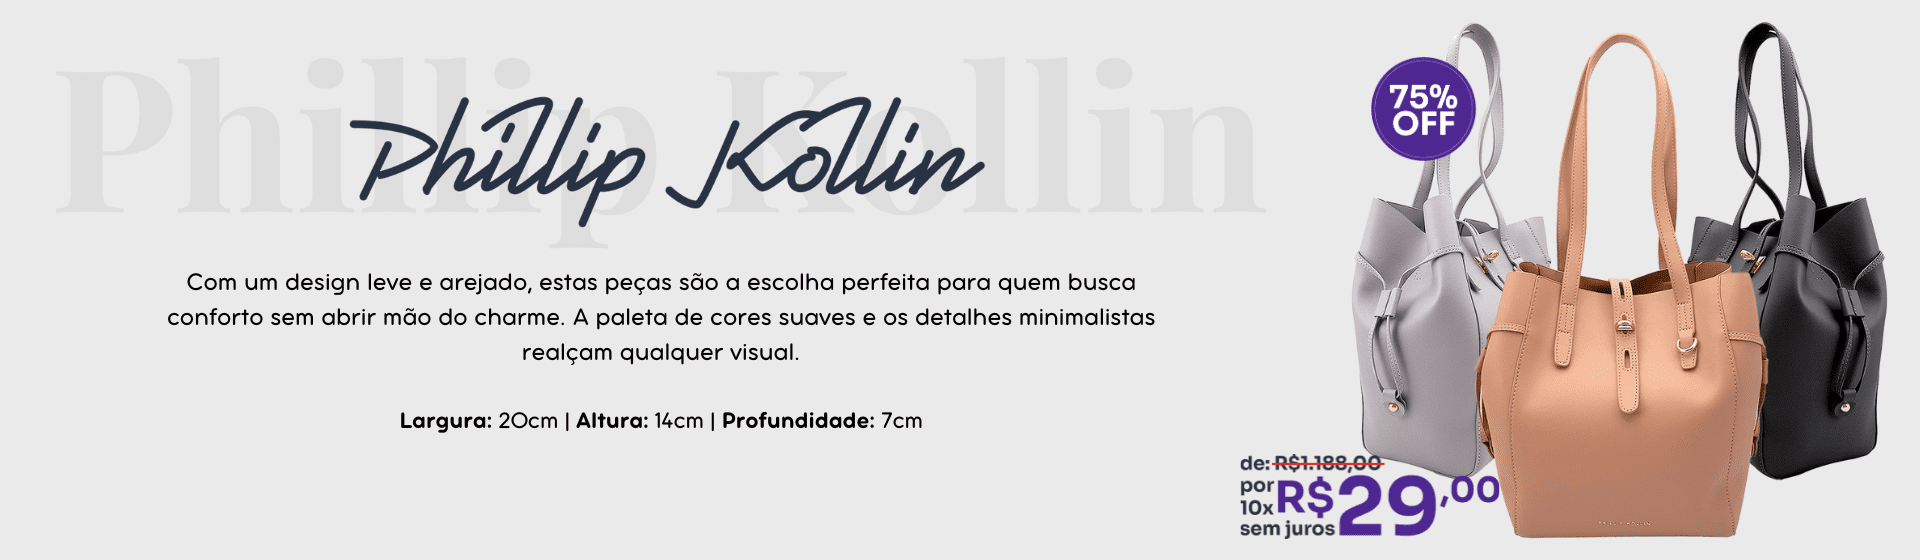 Phillip Kollin
Phillip Kollin
Com um design leve e arejado, estas peças são a escolha perfeita para quem busca
conforto sem abrir mão do charme. A paleta de cores suaves e os detalhes minimalistas
realçam qualquer visual.
Largura: 20cm | Altura: 14cm | Profundidade: 7cm
75%
OFF
de: R$1.188,00
por
10x
sem juros
R$29,00
PHILLIP KOLLIN